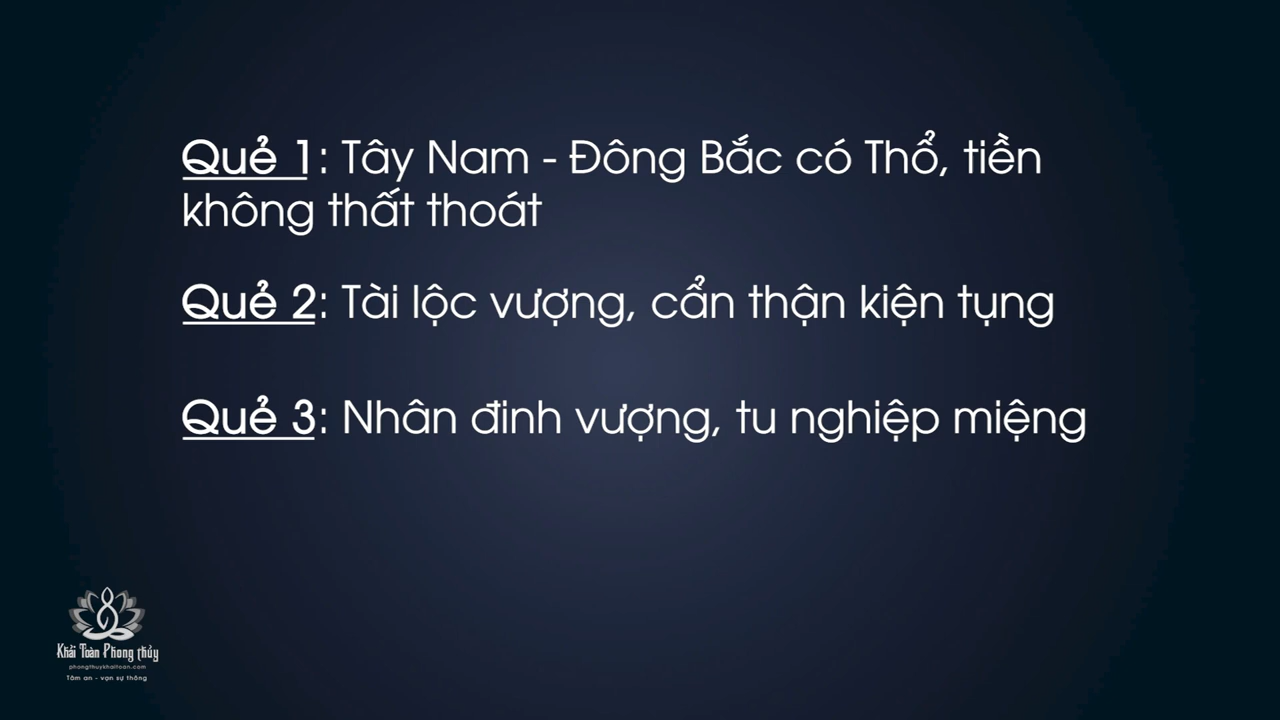 Quẻ 1: Tây Nam - Đông Bắc có Thổ, tiền
không thất thoát
Quẻ 2: Tài lộc vượng, cẩn thận kiện tụng
Quẻ 3: Nhân đinh vượng, tu nghiệp miệng
Khải Toàn Phong thủy
phongthuykhaitoan.com
Tâm an - vạn sự thông